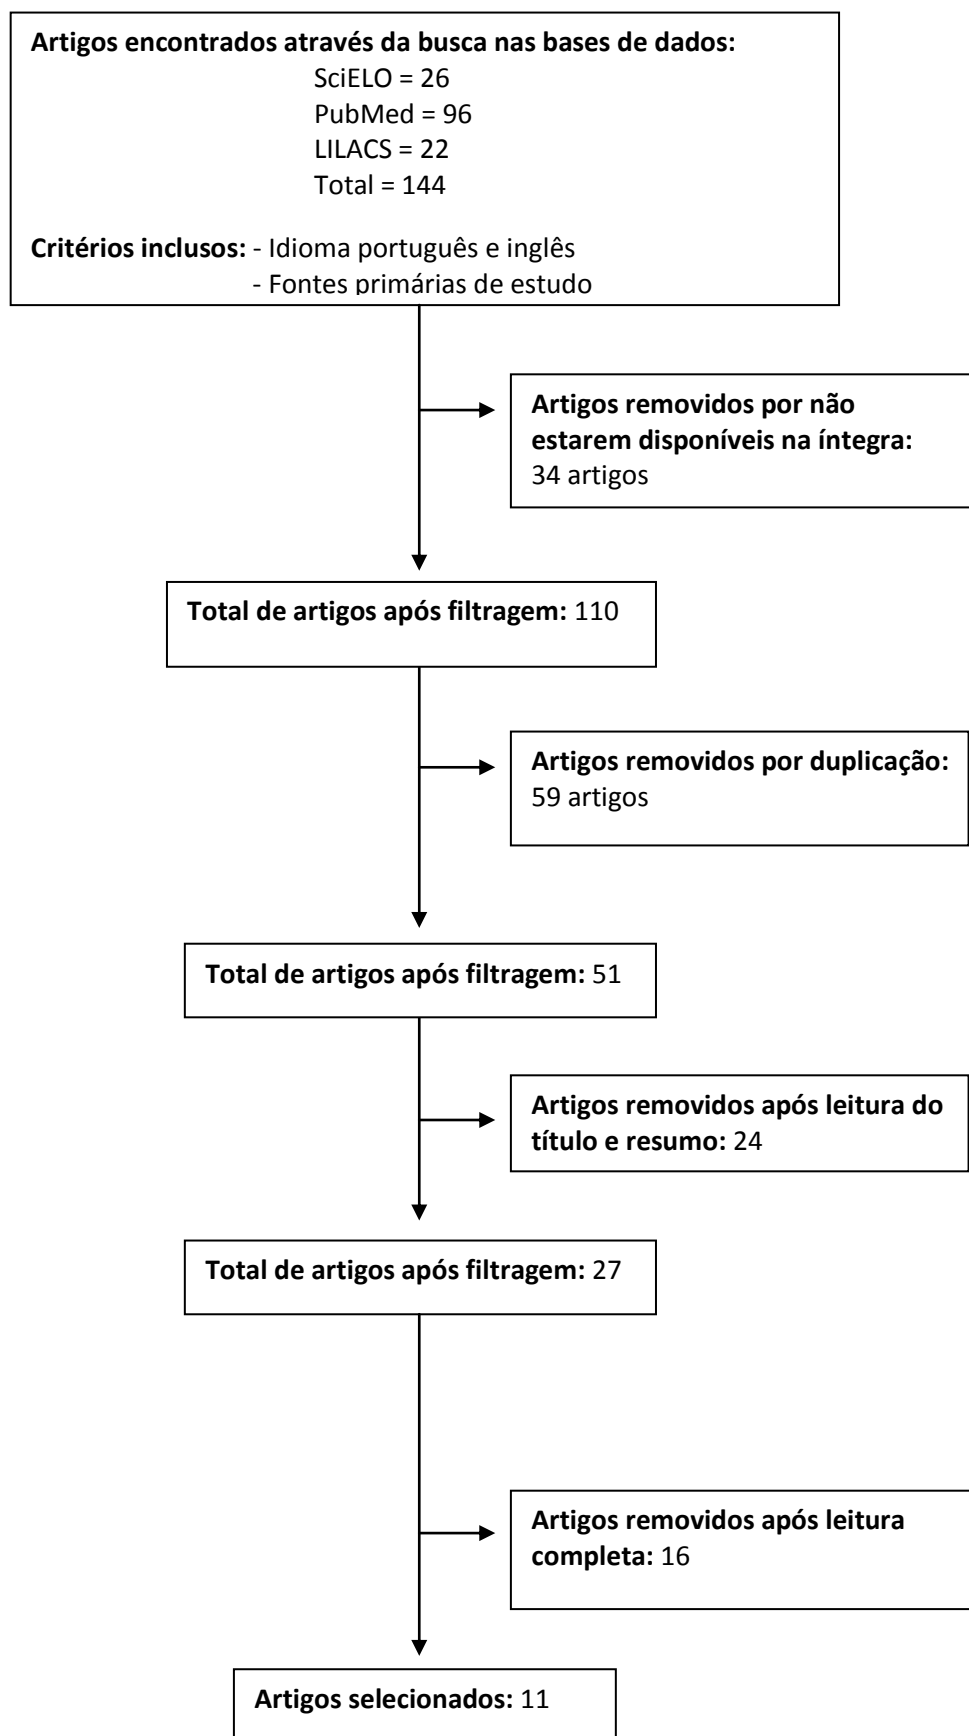 Artigos encontrados através da busca nas bases de dados:
SciELO = 26
PubMed = 96
LILACS = 22
Total = 144
Critérios inclusos: - Idioma português e inglês
- Fontes primárias de estudo
Artigos removidos por não
estarem disponíveis na íntegra:
34 artigos
Total de artigos após filtragem: 110
Artigos removidos por duplicação:
59 artigos
Total de artigos após filtragem: 51
Artigos removidos após leitura do
título e resumo: 24
Total de artigos após filtragem: 27
Artigos removidos após leitura
completa: 16
Artigos selecionados: 11